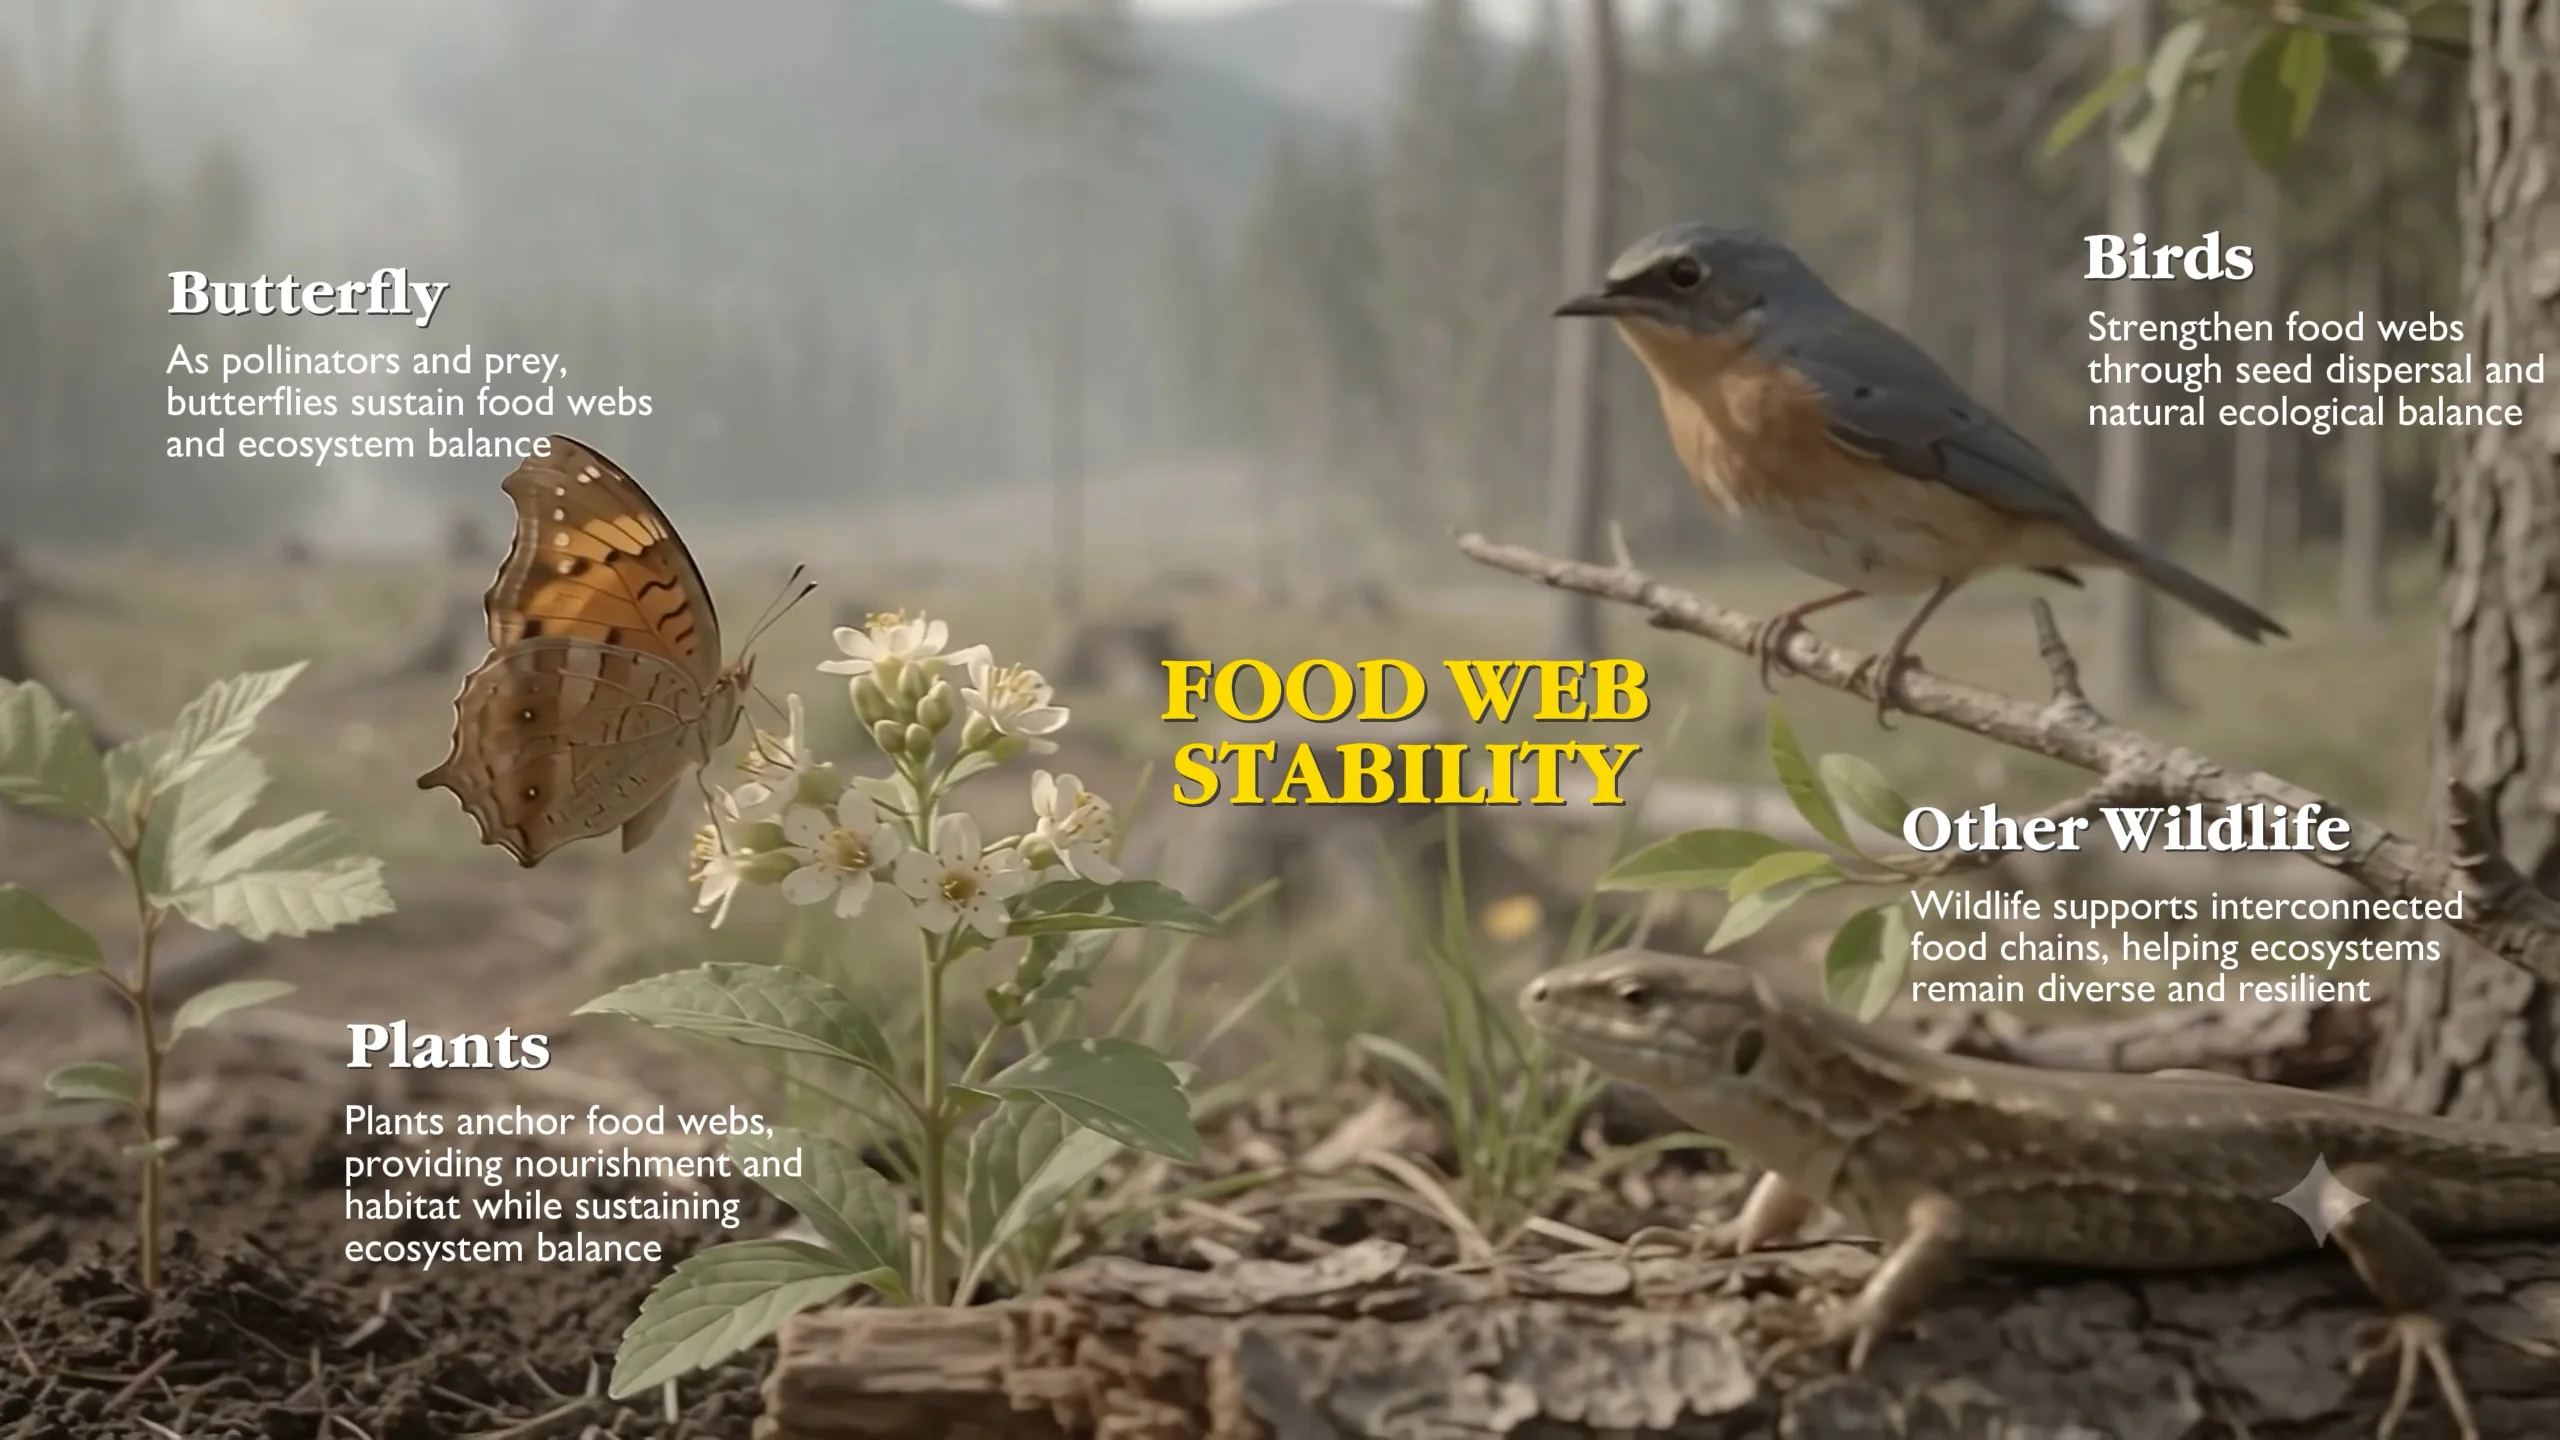 Butterfly
As pollinators and prey,
butterflies sustain food webs
and ecosystem balance
Birds
Strengthen food webs
through seed dispersal and
natural ecological balance
FOOD WEB
STABILITY
Other Wildlife
Wildlife supports interconnected
food chains, helping ecosystems
remain diverse and resilient
Plants
Plants anchor food webs,
providing nourishment and
habitat while sustaining
ecosystem balance